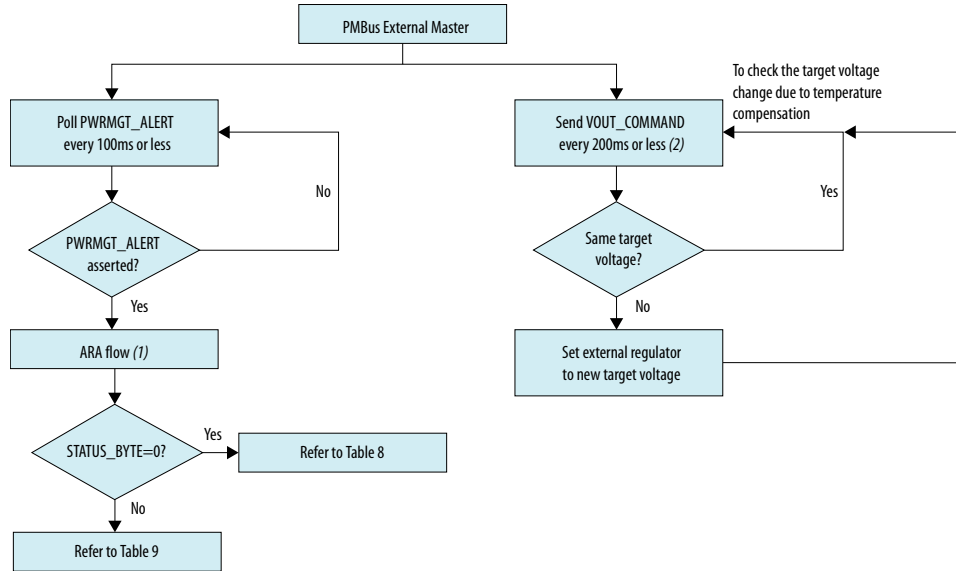 PMBus External Master
Poll PWRMGT_ALERT
every 100ms or less
No
PWRMGT_ALERT
asserted?
Yes
ARA flow (1)
STATUS_BYTE=0?
Yes
Refer to Table 8
No
Refer to Table 9
To check the target voltage
change due to temperature
compensation
Send VOUT_COMMAND
every 200ms or less (2)
Yes
Same target
voltage?
No
Set external regulator
to new target voltage